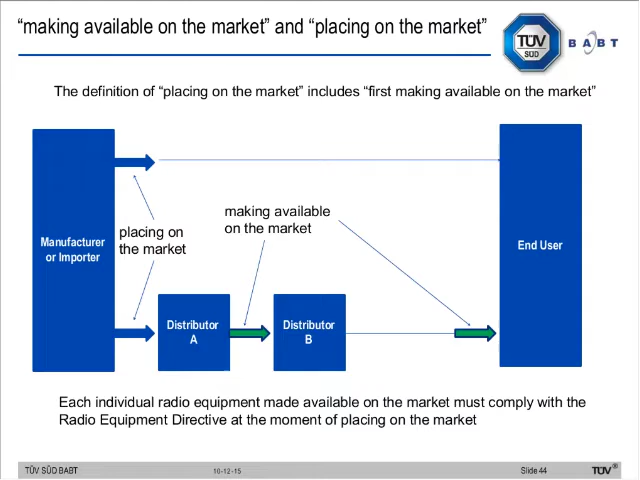 “making available on the market” and “placing on the market”
TÜV
SÜD
BABT
The definition of “placing on the market” includes “first making available on the market”
Manufacturer
or Importer
placing on
the market
making available
on the market
End User
Distributor
A
Distributor
B
Each individual radio equipment made available on the market must comply with the
Radio Equipment Directive at the moment of placing on the market
TÜV SÜD BABT
10-12-15
Slide 44
TÜV®